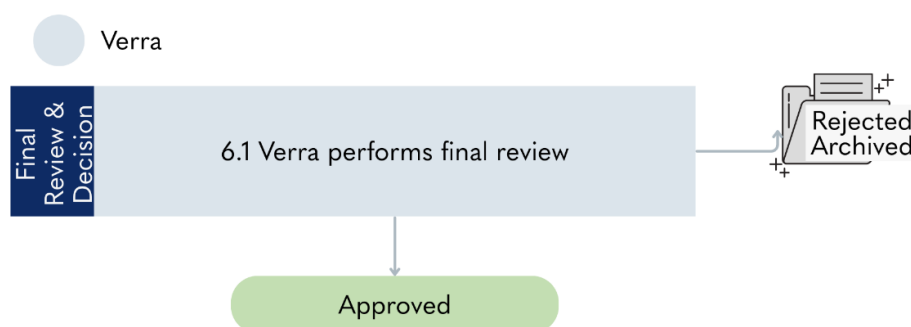 Verra
Final
Review &
Decision
6.1 Verra performs final review
Rejected
Archived
Approved